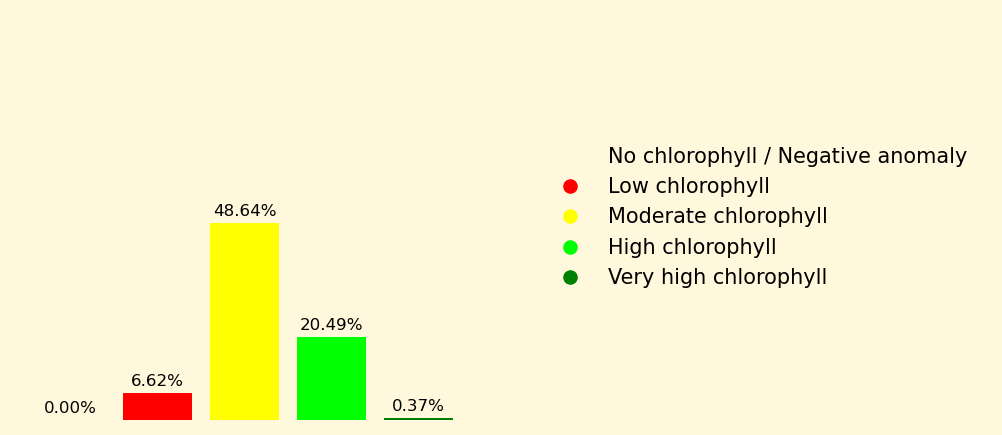 No chlorophyll / Negative anomaly
Low chlorophyll
Moderate chlorophyll
High chlorophyll
Very high chlorophyll
48.64%
20.49%
6.62%
0.37%
0.00%